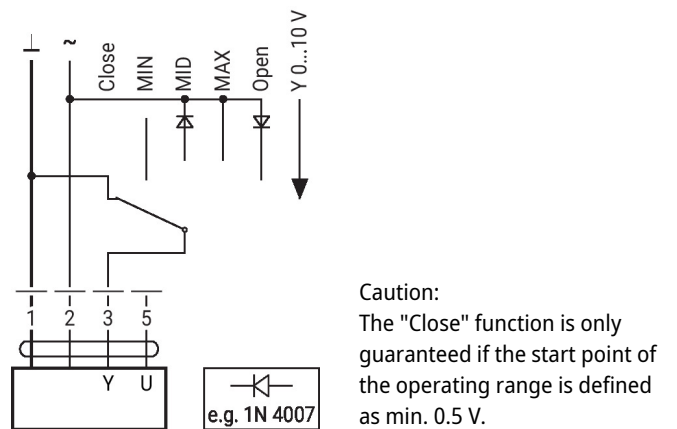 ⊥ ~ Close MIN MID MAX Open Y 0...10 V
1 2 3 5
Y U
e.g. 1N 4007
Caution:
The "Close" function is only
guaranteed if the start point of
the operating range is defined
as min. 0.5 V.